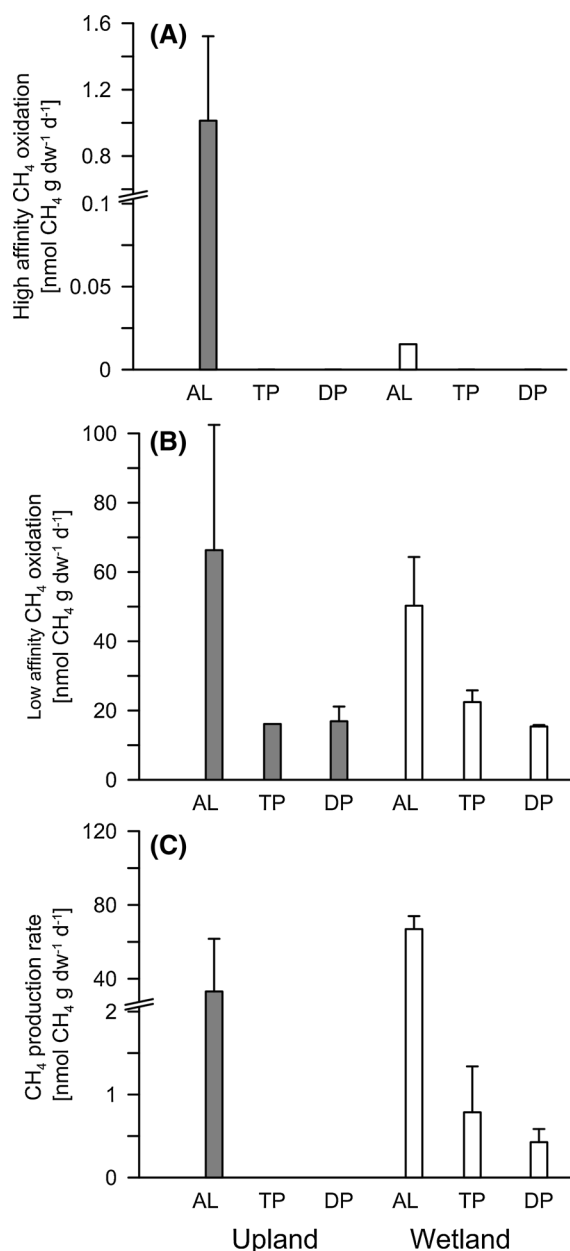 (A)
High affinity CH₄ oxidation
[nmol CH₄ g dw⁻¹ d⁻¹]
1.6
1.2
0.8
0.1
0.05
0
AL TP DP AL TP DP
(B)
Low affinity CH₄ oxidation
[nmol CH₄ g dw⁻¹ d⁻¹]
100
80
60
40
20
0
AL TP DP AL TP DP
(C)
CH₄ production rate
[nmol CH₄ g dw⁻¹ d⁻¹]
120
80
40
2
1
0
AL TP DP AL TP DP
Upland Wetland